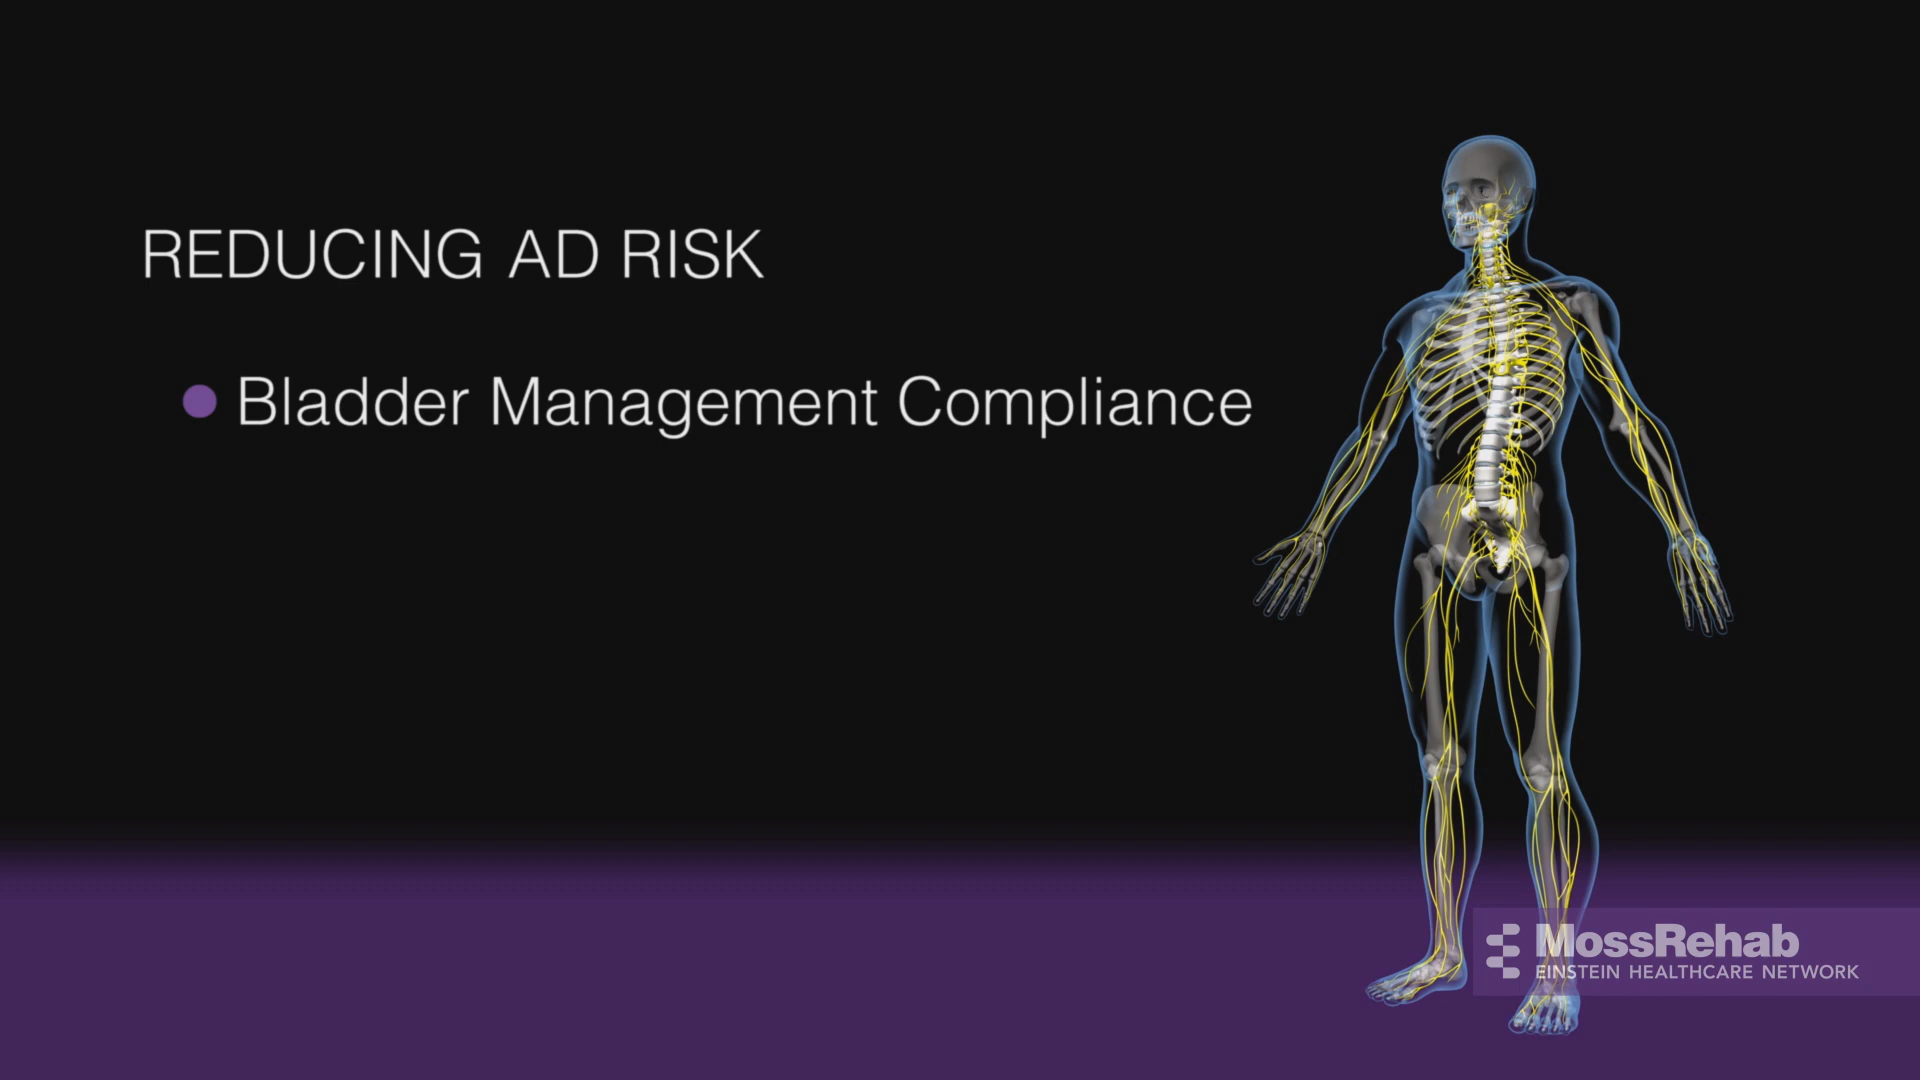 REDUCING AD RISK
Bladder Management Compliance
MossRehab
EINSTEIN HEALTHCARE NETWORK